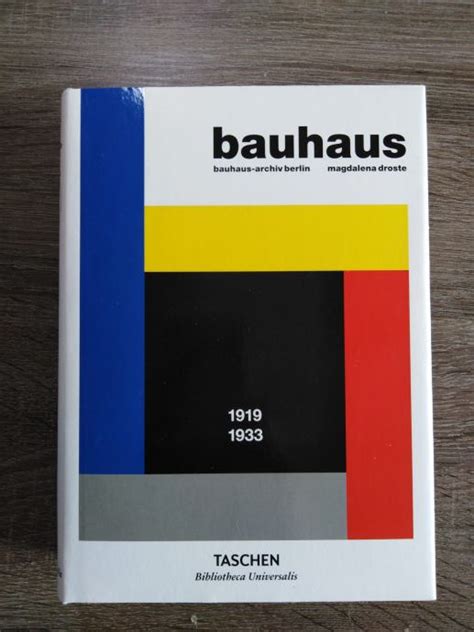 bauhaus
bauhaus-archiv berlin magdalena droste
1919
1933
TASCHEN
Bibliotheca Universalis